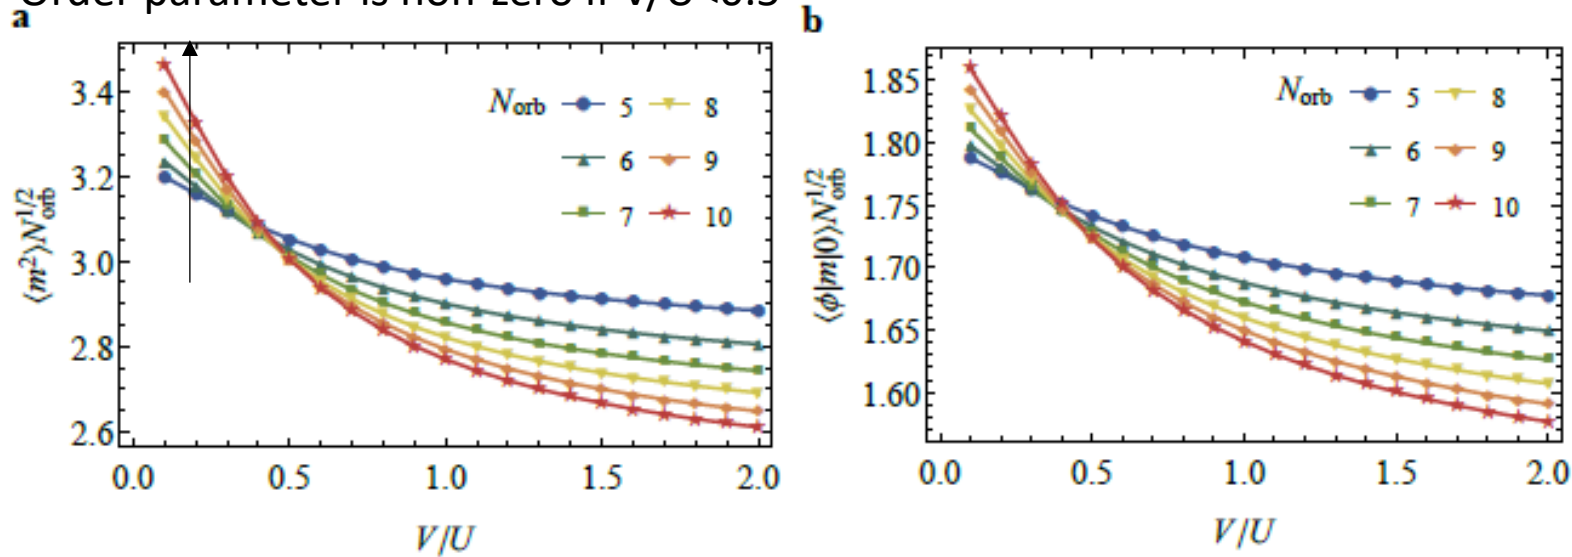 Order parameter is non-zero if V/U<0.5
a
b
⟨m²⟩N_orb^1/2
3.4
3.2
3.0
2.8
2.6
N_orb 5 8
6 9
7 10
0.0 0.5 1.0 1.5 2.0
V/U
⟨ϕ|m|0⟩N_orb^1/2
1.85
1.80
1.75
1.70
1.65
1.60
N_orb 5 8
6 9
7 10
0.0 0.5 1.0 1.5 2.0
V/U